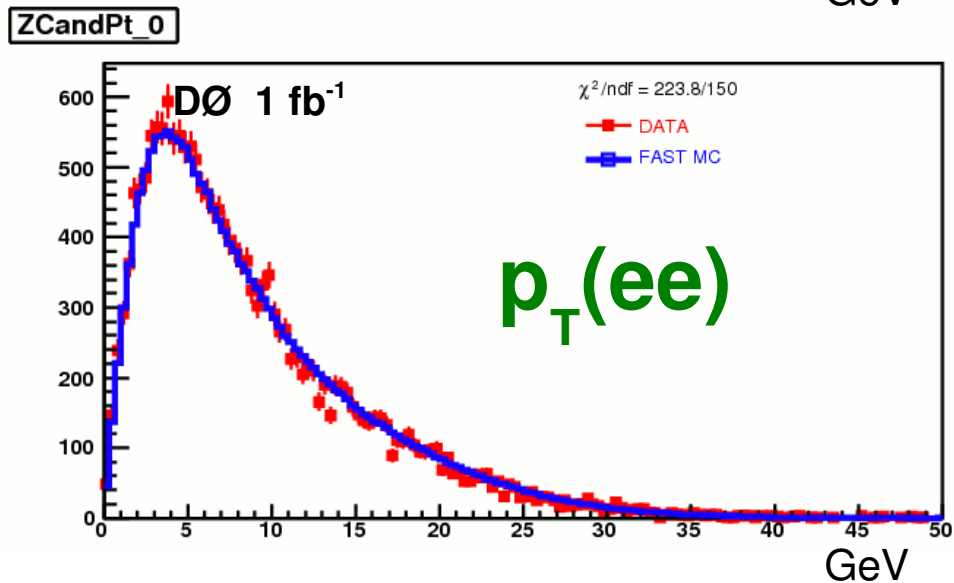 GeV
ZCandPt_0
DØ 1 fb⁻¹
χ²/ndf = 223.8/150
DATA
FAST MC
p_T(ee)
600
500
400
300
200
100
0
0 5 10 15 20 25 30 35 40 45 50
GeV